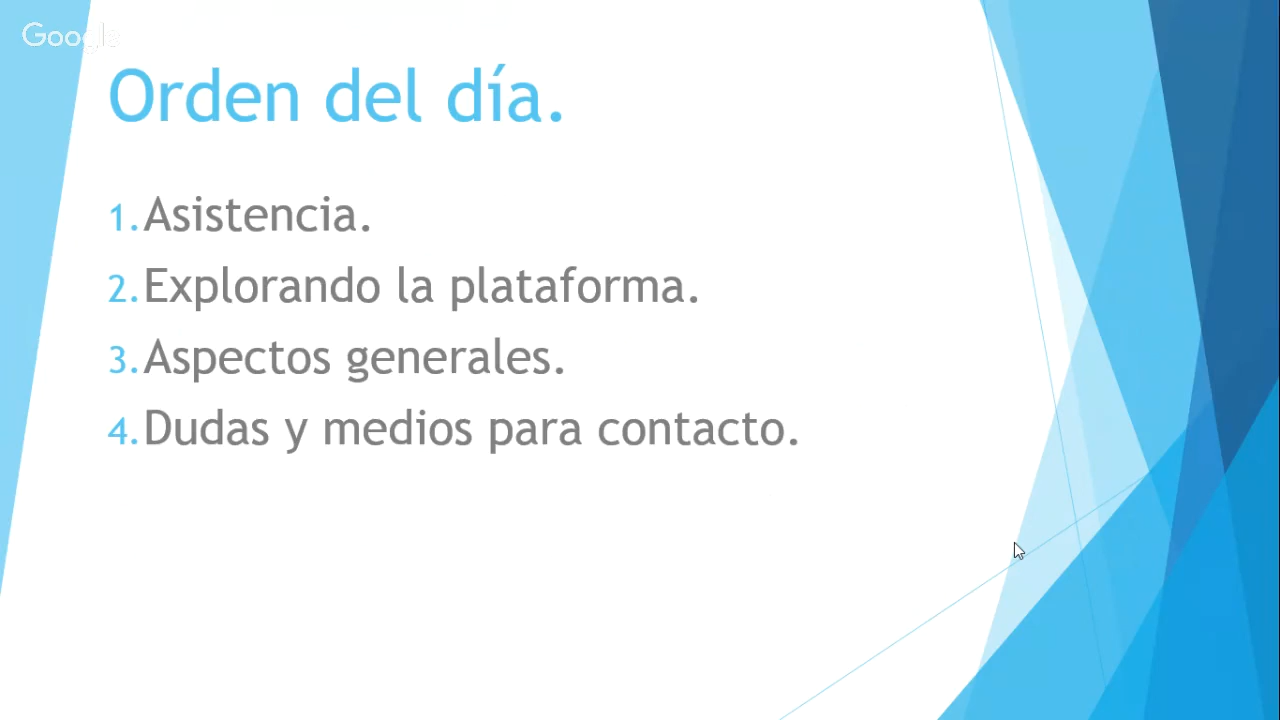 Google
Orden del día.
1. Asistencia.
2. Explorando la plataforma.
3. Aspectos generales.
4. Dudas y medios para contacto.